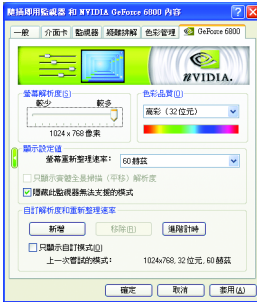 隨插即用監視器 和 NVIDIA GeForce 6800 內容
一般 介面卡 監視器 疑難排解 色彩管理 GeForce 6800
NVIDIA.
螢幕解析度(S)
較少 較多
1024 x 768 像素
色彩品質(Q)
高彩 (32 位元)
顯示設定值
螢幕重新整理速率: 60 赫茲
只顯示實體全景掃描 (平移) 解析度
隱藏此監視器無法支援的模式
自訂解析度和重新整理速率
新增 移除(R) 進階計時
只顯示自訂模式(O)
上一次嘗試的模式: 1024x768, 32 位元, 60 赫茲
確定 取消 套用(A)